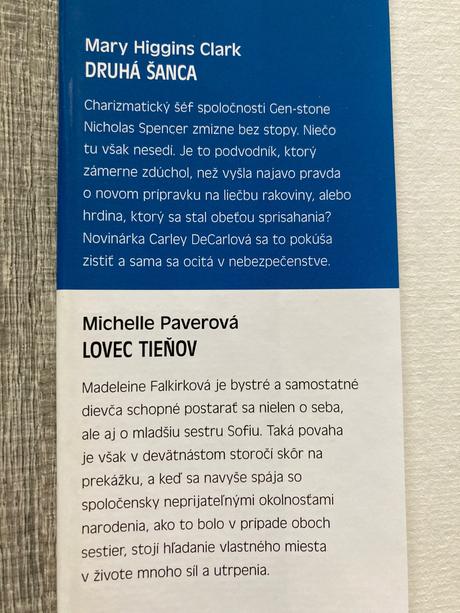 Mary Higgins Clark
DRUHÁ ŠANCA
Charizmatický šéf spoločnosti Gen-stone
Nicholas Spencer zmizne bez stopy. Niečo
tu však nesedí. Je to podvodník, ktorý
zámerne zdúchol, než vyšla najavo pravda
o novom prípravku na liečbu rakoviny, alebo
hrdina, ktorý sa stal obeťou sprisahania?
Novinárka Carley DeCarlová sa to pokúša
zistiť a sama sa ocitá v nebezpečenstve.
Michelle Paverová
LOVEC TIEŇOV
Madeleine Falkirková je bystré a samostatné
dievča schopné postarať sa nielen o seba,
ale aj o mladšiu sestru Sofiu. Taká povaha
je však v devätnástom storočí skôr na
prekážku, a keď sa navyše spája so
spoločensky neprijateľnými okolnosťami
narodenia, ako to bolo v prípade oboch
sestier, stojí hľadanie vlastného miesta
v živote mnoho síl a utrpenia.